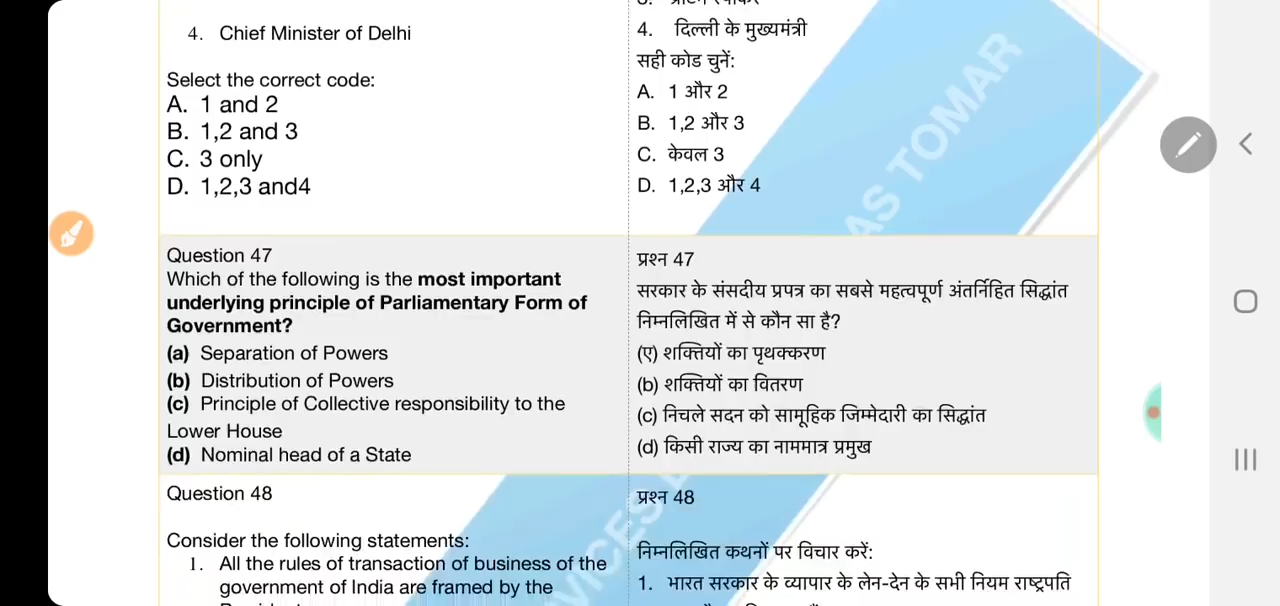 4. Chief Minister of Delhi
Select the correct code:
A. 1 and 2
B. 1,2 and 3
C. 3 only
D. 1,2,3 and4
4. दिल्ली के मुख्यमंत्री
सही कोड चुनें:
A. 1 और 2
B. 1,2 और 3
C. केवल 3
D. 1,2,3 और 4
Question 47
Which of the following is the most important
underlying principle of Parliamentary Form of
Government?
(a) Separation of Powers
(b) Distribution of Powers
(c) Principle of Collective responsibility to the
Lower House
(d) Nominal head of a State
प्रश्न 47
सरकार के संसदीय प्रपत्र का सबसे महत्वपूर्ण अंतर्निहित सिद्धांत
निम्नलिखित में से कौन सा है?
(ए) शक्तियों का पृथक्करण
(b) शक्तियों का वितरण
(c) निचले सदन को सामूहिक जिम्मेदारी का सिद्धांत
(d) किसी राज्य का नाममात्र प्रमुख
Question 48
Consider the following statements:
1. All the rules of transaction of business of the
government of India are framed by the
प्रश्न 48
निम्नलिखित कथनों पर विचार करें:
1. भारत सरकार के व्यापार के लेन-देन के सभी नियम राष्ट्रपति
AS TOMAR